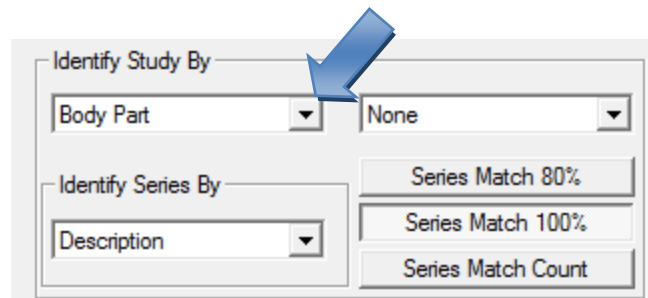 Identify Study By
Body Part
None
Identify Series By
Description
Series Match 80%
Series Match 100%
Series Match Count